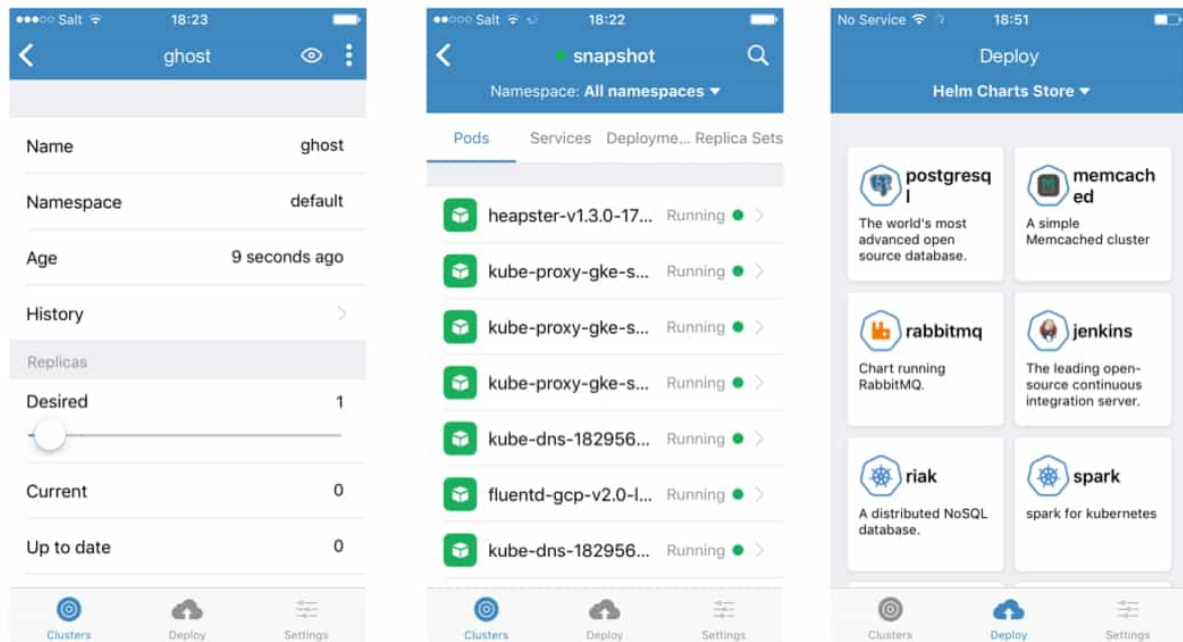 Salt 18:23
ghost
Name ghost
Namespace default
Age 9 seconds ago
History
Replicas
Desired 1
Current 0
Up to date 0
Clusters Deploy Settings
Salt 18:22
snapshot
Namespace: All namespaces
Pods Services Deployme... Replica Sets
heapster-v1.3.0-17... Running
kube-proxy-gke-s... Running
kube-proxy-gke-s... Running
kube-proxy-gke-s... Running
kube-dns-182956... Running
fluentd-gcp-v2.0-l... Running
kube-dns-182956... Running
Clusters Deploy Settings
No Service 18:51
Deploy
Helm Charts Store
postgresq
l
The world's most
advanced open
source database.
memcach
ed
A simple
Memcached cluster
rabbitmq
Chart running
RabbitMQ.
jenkins
The leading open-
source continuous
integration server.
riak
A distributed NoSQL
database.
spark
spark for kubernetes
Clusters Deploy Settings